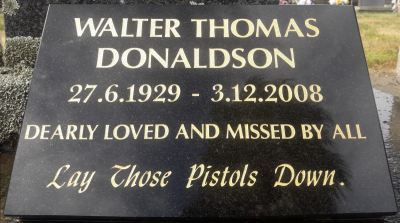 WALTER THOMAS
DONALDSON
27.6.1929 - 3.12.2008
DEARLY LOVED AND MISSED BY ALL
Lay Those Pistols Down.